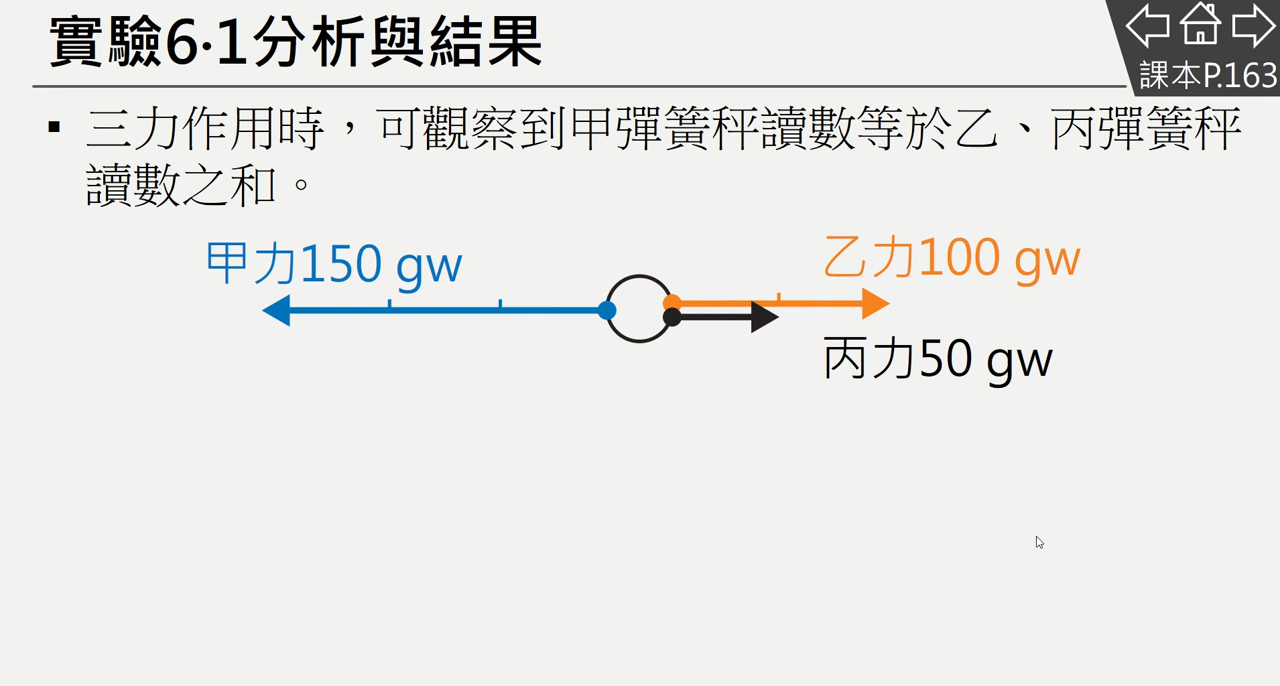 實驗6‧1分析與結果
課本P.163
▪ 三力作用時，可觀察到甲彈簧秤讀數等於乙、丙彈簧秤
讀數之和。
甲力150 gw
乙力100 gw
丙力50 gw